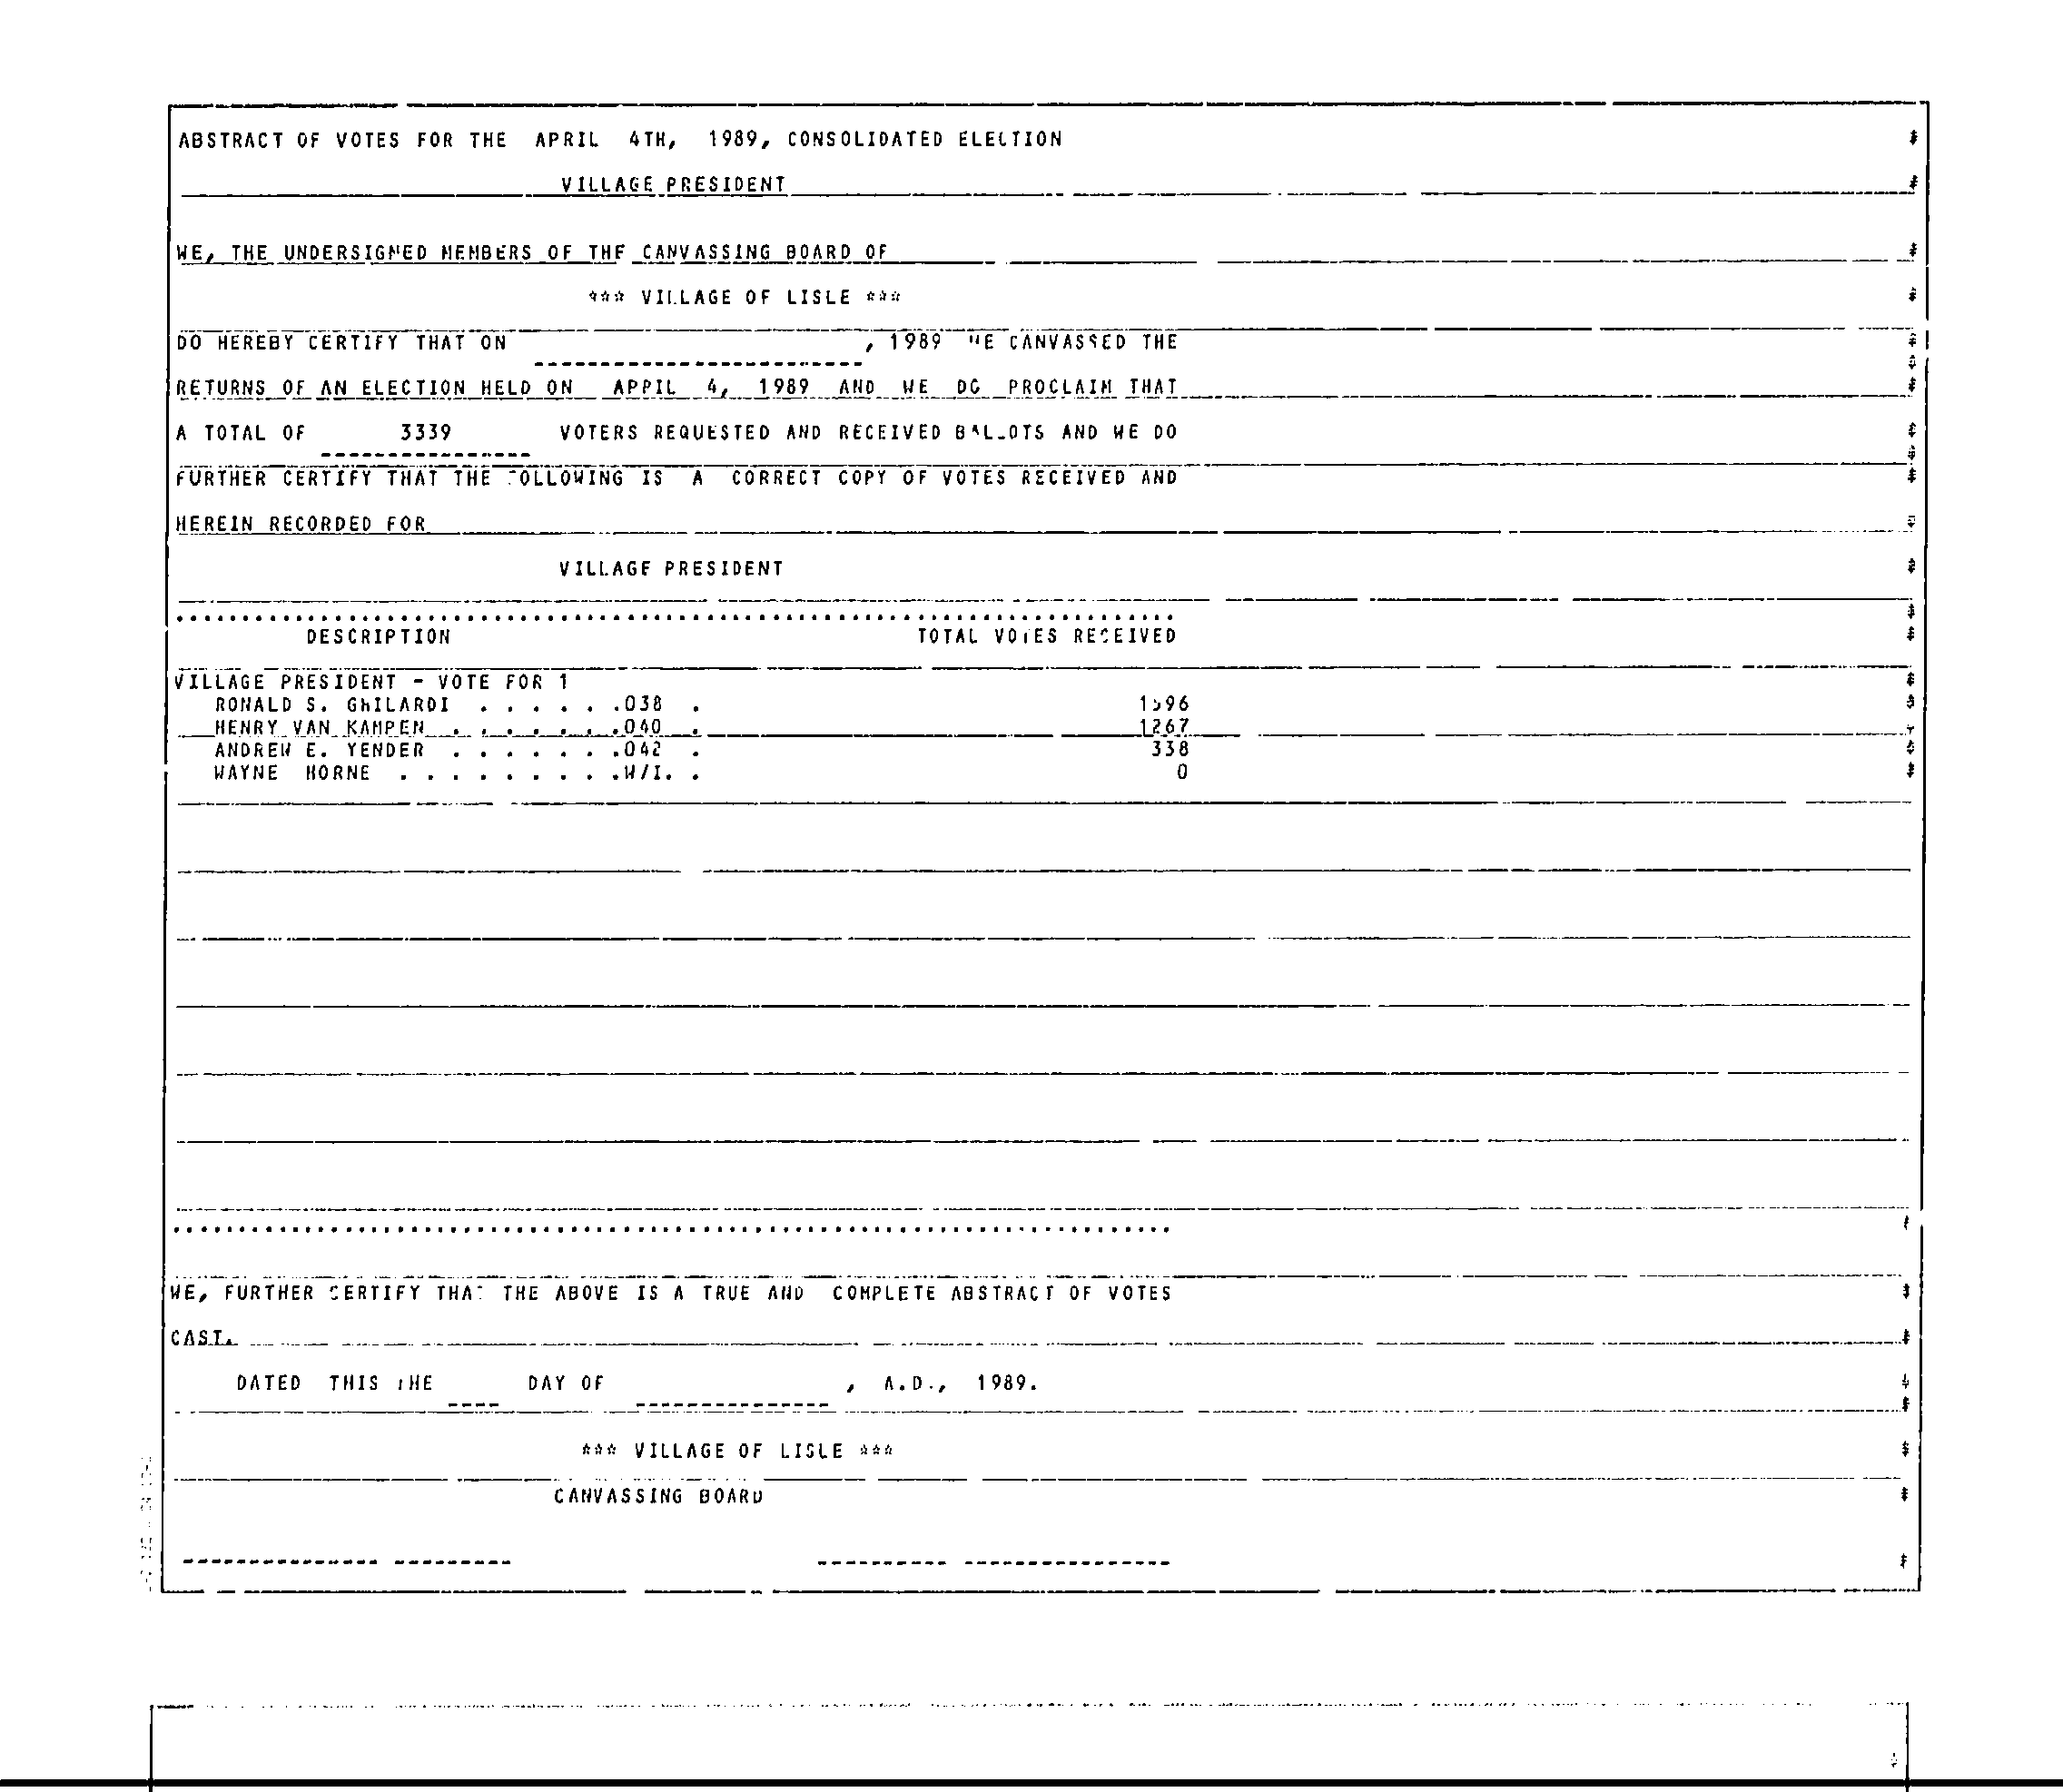 ABSTRACT OF VOTES FOR THE APRIL 4TH, 1989, CONSOLIDATED ELECTION
VILLAGE PRESIDENT
WE, THE UNDERSIGNED MEMBERS OF THE CANVASSING BOARD OF
*** VILLAGE OF LISLE ***
DO HEREBY CERTIFY THAT ON , 1989 WE CANVASSED THE
RETURNS OF AN ELECTION HELD ON APRIL 4, 1989 AND WE DO PROCLAIM THAT
A TOTAL OF 3339 VOTERS REQUESTED AND RECEIVED BALLOTS AND WE DO
FURTHER CERTIFY THAT THE FOLLOWING IS A CORRECT COPY OF VOTES RECEIVED AND
HEREIN RECORDED FOR
VILLAGE PRESIDENT
DESCRIPTION TOTAL VOTES RECEIVED
VILLAGE PRESIDENT - VOTE FOR 1
RONALD S. GHILARDI . . . . . .038 . 1596
HENRY VAN KAMPEN . . . . . . .040 . 1267
ANDREW E. YENDER . . . . . . .042 . 338
WAYNE HORNE . . . . . . . . .W/I. . 0
WE, FURTHER CERTIFY THAT THE ABOVE IS A TRUE AND COMPLETE ABSTRACT OF VOTES
CAST.
DATED THIS THE DAY OF , A.D., 1989.
*** VILLAGE OF LISLE ***
CANVASSING BOARD